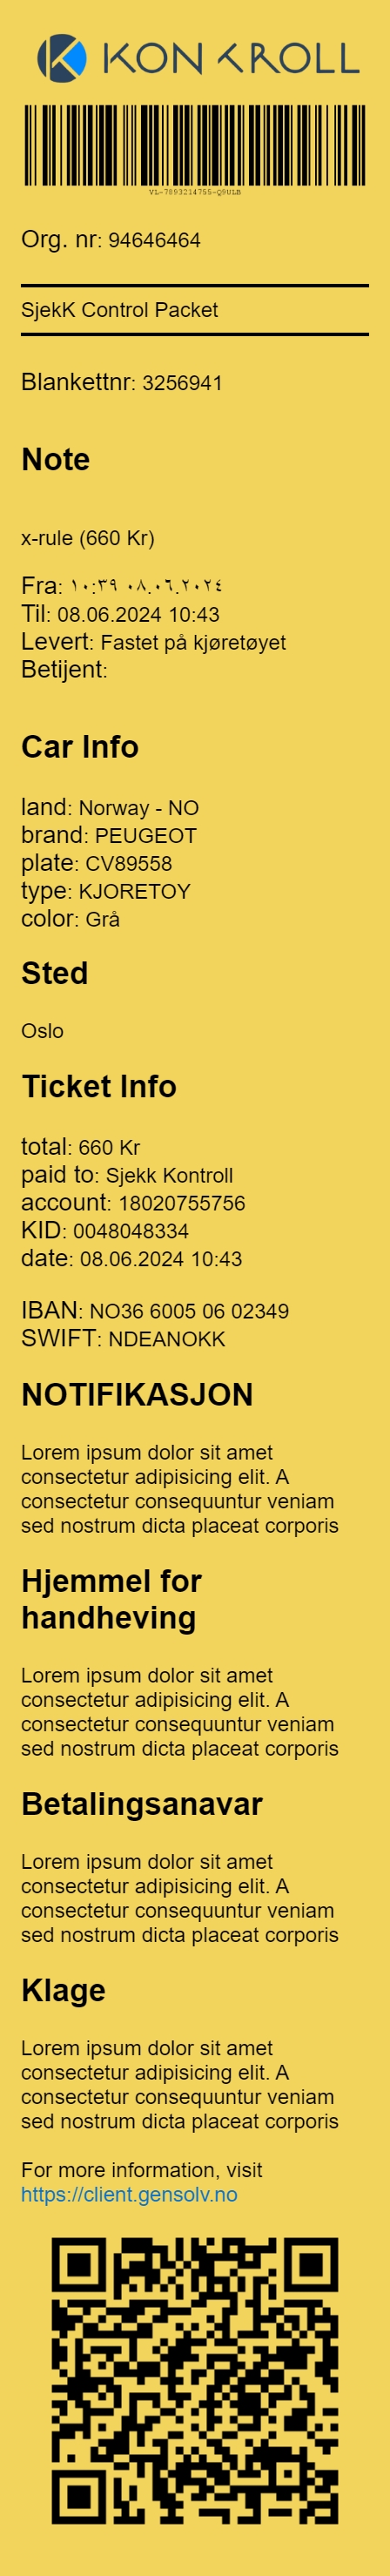 KONTROLL
VL-7893214755-Q9ULB
Org. nr: 94646464
SjekK Control Packet
Blankettnr: 3256941
Note
x-rule (660 Kr)
Fra: ١٠:٣٩ ٠٨.٠٦.٢٠٢٤
Til: 08.06.2024 10:43
Levert: Fastet på kjøretøyet
Betijent:
Car Info
land: Norway - NO
brand: PEUGEOT
plate: CV89558
type: KJORETOY
color: Grå
Sted
Oslo
Ticket Info
total: 660 Kr
paid to: Sjekk Kontroll
account: 18020755756
KID: 0048048334
date: 08.06.2024 10:43
IBAN: NO36 6005 06 02349
SWIFT: NDEANOKK
NOTIFIKASJON
Lorem ipsum dolor sit amet
consectetur adipisicing elit. A
consectetur consequuntur veniam
sed nostrum dicta placeat corporis
Hjemmel for
handheving
Lorem ipsum dolor sit amet
consectetur adipisicing elit. A
consectetur consequuntur veniam
sed nostrum dicta placeat corporis
Betalingsanavar
Lorem ipsum dolor sit amet
consectetur adipisicing elit. A
consectetur consequuntur veniam
sed nostrum dicta placeat corporis
Klage
Lorem ipsum dolor sit amet
consectetur adipisicing elit. A
consectetur consequuntur veniam
sed nostrum dicta placeat corporis
For more information, visit
https://client.gensolv.no